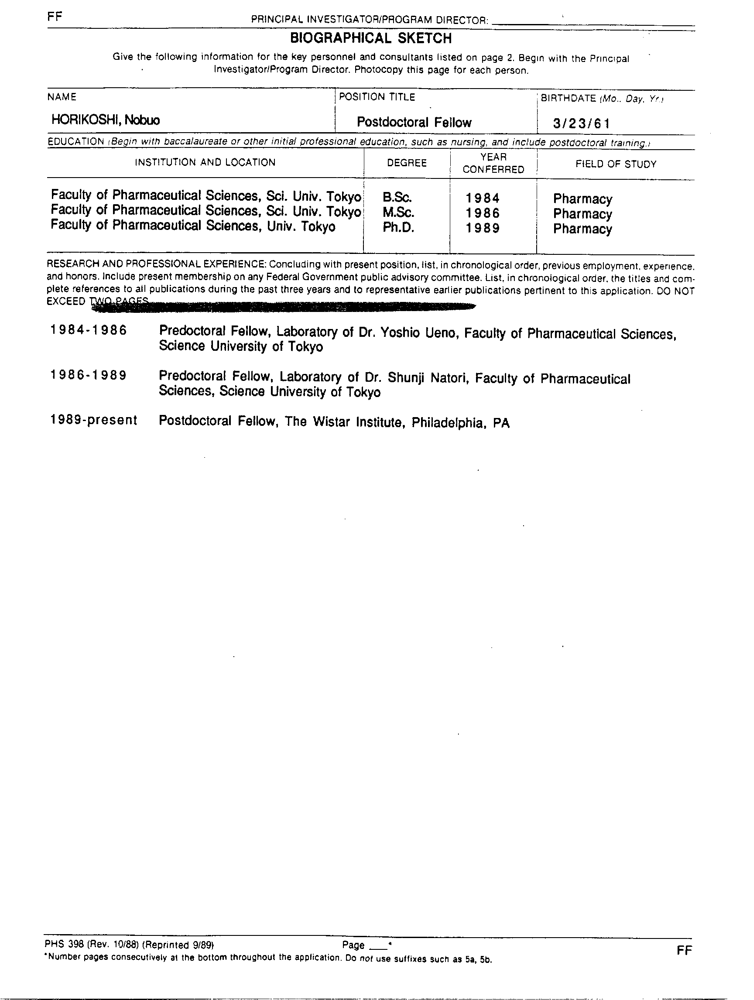 FF
PRINCIPAL INVESTIGATOR/PROGRAM DIRECTOR:
BIOGRAPHICAL SKETCH
Give the following information for the key personnel and consultants listed on page 2. Begin with the Principal
Investigator/Program Director. Photocopy this page for each person.
NAME POSITION TITLE BIRTHDATE (Mo., Day, Yr.)
HORIKOSHI, Nobuo Postdoctoral Fellow 3/23/61
EDUCATION (Begin with baccalaureate or other initial professional education, such as nursing, and include postdoctoral training.)
INSTITUTION AND LOCATION DEGREE YEAR CONFERRED FIELD OF STUDY
Faculty of Pharmaceutical Sciences, Sci. Univ. Tokyo B.Sc. 1984 Pharmacy
Faculty of Pharmaceutical Sciences, Sci. Univ. Tokyo M.Sc. 1986 Pharmacy
Faculty of Pharmaceutical Sciences, Univ. Tokyo Ph.D. 1989 Pharmacy
RESEARCH AND PROFESSIONAL EXPERIENCE: Concluding with present position, list, in chronological order, previous employment, experience,
and honors. Include present membership on any Federal Government public advisory committee. List, in chronological order, the titles and com-
plete references to all publications during the past three years and to representative earlier publications pertinent to this application. DO NOT
EXCEED TWO PAGES
1984-1986 Predoctoral Fellow, Laboratory of Dr. Yoshio Ueno, Faculty of Pharmaceutical Sciences,
Science University of Tokyo
1986-1989 Predoctoral Fellow, Laboratory of Dr. Shunji Natori, Faculty of Pharmaceutical
Sciences, Science University of Tokyo
1989-present Postdoctoral Fellow, The Wistar Institute, Philadelphia, PA
PHS 398 (Rev. 10/88) (Reprinted 9/89) Page ___*
*Number pages consecutively at the bottom throughout the application. Do not use suffixes such as 5a, 5b.
FF